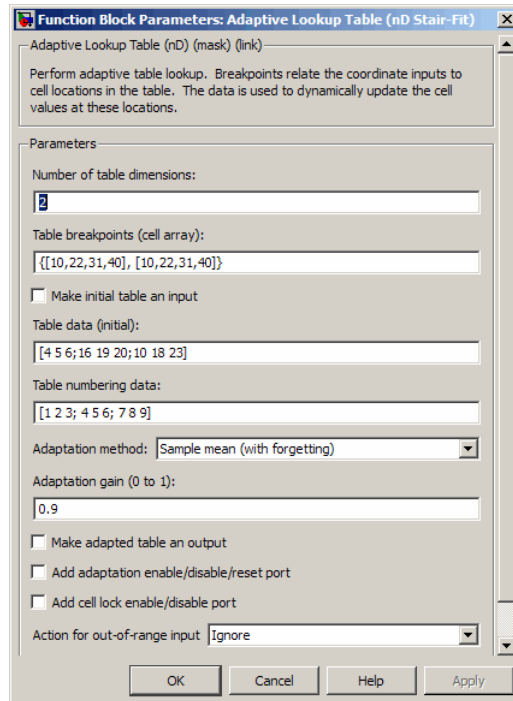 Function Block Parameters: Adaptive Lookup Table (nD Stair-Fit)
Adaptive Lookup Table (nD) (mask) (link)
Perform adaptive table lookup. Breakpoints relate the coordinate inputs to
cell locations in the table. The data is used to dynamically update the cell
values at these locations.
Parameters
Number of table dimensions:
2
Table breakpoints (cell array):
{[10,22,31,40], [10,22,31,40]}
Make initial table an input
Table data (initial):
[4 5 6;16 19 20;10 18 23]
Table numbering data:
[1 2 3; 4 5 6; 7 8 9]
Adaptation method: Sample mean (with forgetting)
Adaptation gain (0 to 1):
0.9
Make adapted table an output
Add adaptation enable/disable/reset port
Add cell lock enable/disable port
Action for out-of-range input Ignore
OK Cancel Help Apply